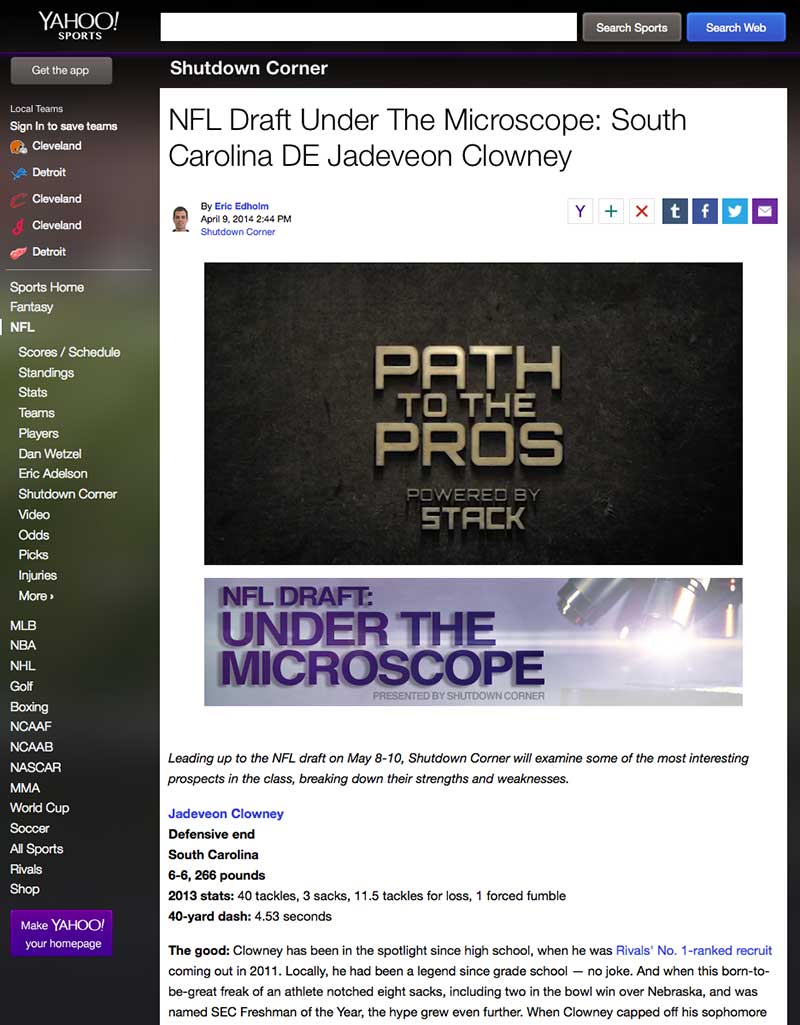 YAHOO!
SPORTS
Search Sports
Search Web
Get the app
Shutdown Corner
Local Teams
Sign In to save teams
Cleveland
Detroit
Cleveland
Cleveland
Detroit
Sports Home
Fantasy
NFL
Scores / Schedule
Standings
Stats
Teams
Players
Dan Wetzel
Eric Adelson
Shutdown Corner
Video
Odds
Picks
Injuries
More ›
MLB
NBA
NHL
Golf
Boxing
NCAAF
NCAAB
NASCAR
MMA
World Cup
Soccer
All Sports
Rivals
Shop
Make YAHOO!
your homepage
NFL Draft Under The Microscope: South
Carolina DE Jadeveon Clowney
By Eric Edholm
April 9, 2014 2:44 PM
Shutdown Corner
Y
t
f
PATH
TO THE
PROS
POWERED BY
STACK
NFL DRAFT:
UNDER THE
MICROSCOPE
PRESENTED BY SHUTDOWN CORNER
Leading up to the NFL draft on May 8-10, Shutdown Corner will examine some of the most interesting
prospects in the class, breaking down their strengths and weaknesses.
Jadeveon Clowney
Defensive end
South Carolina
6-6, 266 pounds
2013 stats: 40 tackles, 3 sacks, 11.5 tackles for loss, 1 forced fumble
40-yard dash: 4.53 seconds
The good: Clowney has been in the spotlight since high school, when he was Rivals' No. 1-ranked recruit
coming out in 2011. Locally, he had been a legend since grade school — no joke. And when this born-to-
be-great freak of an athlete notched eight sacks, including two in the bowl win over Nebraska, and was
named SEC Freshman of the Year, the hype grew even further. When Clowney capped off his sophomore